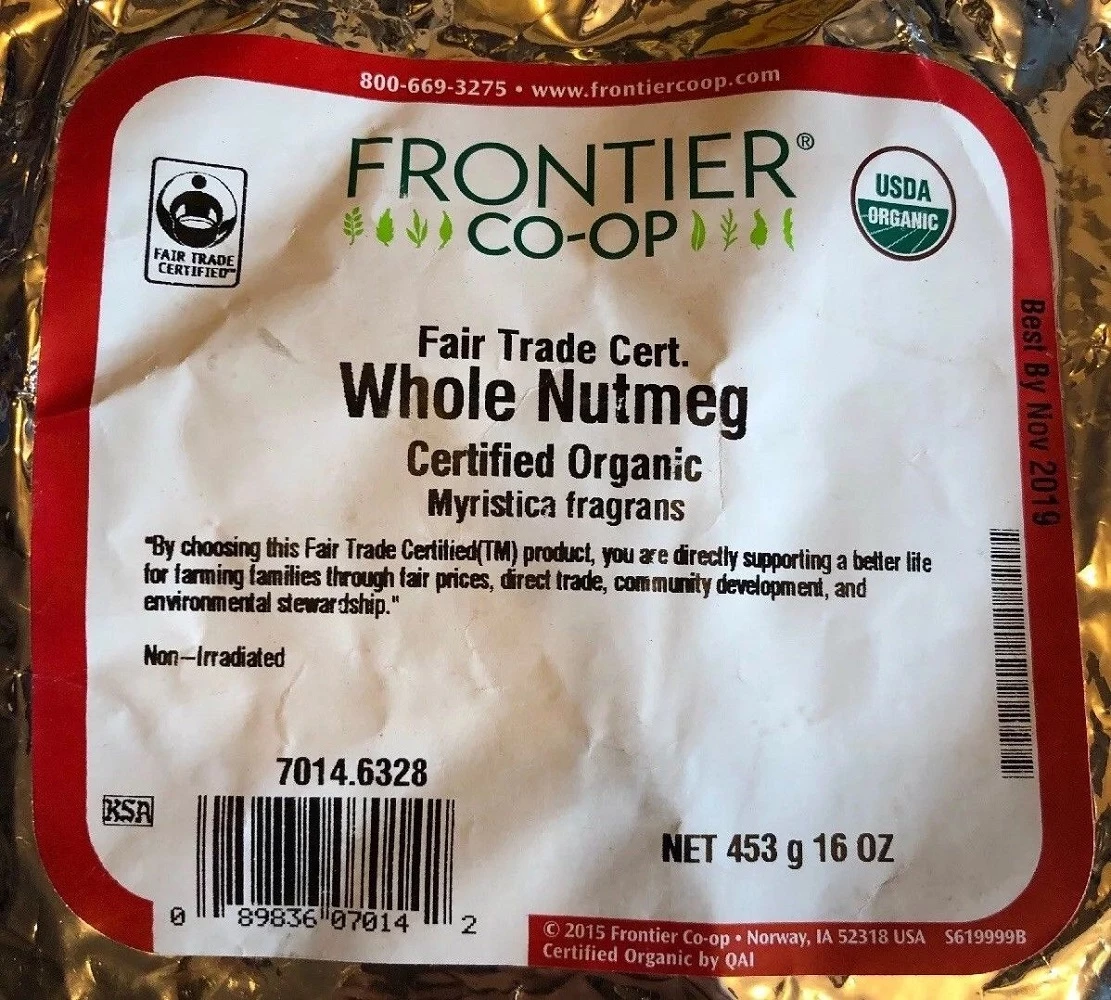 800-669-3275 • www.frontiercoop.com
FRONTIER®
CO-OP
FAIR TRADE
CERTIFIED™
USDA
ORGANIC
Fair Trade Cert.
Whole Nutmeg
Certified Organic
Myristica fragrans
"By choosing this Fair Trade Certified(TM) product, you are directly supporting a better life
for farming families through fair prices, direct trade, community development, and
environmental stewardship."
Non-Irradiated
Best By Nov 2019
7014.6328
KSA
0 89836 07014 2
NET 453 g 16 OZ
© 2015 Frontier Co-op • Norway, IA 52318 USA S619999B
Certified Organic by QAI